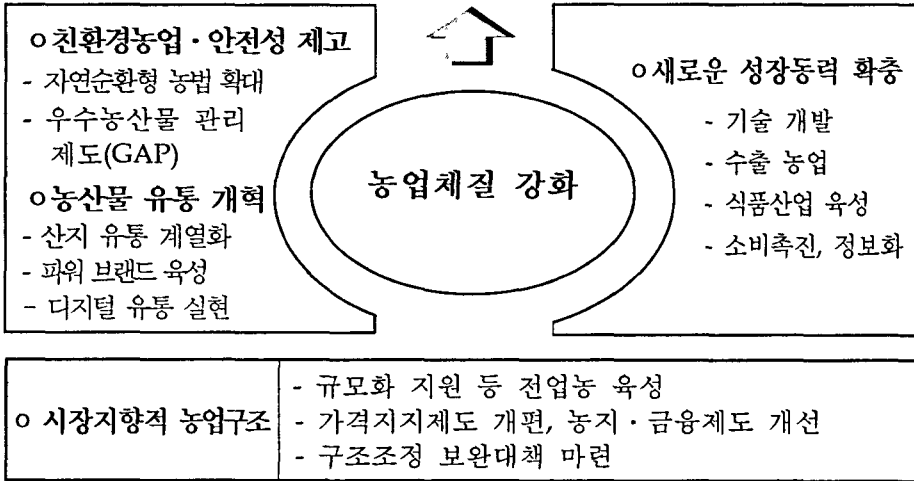 o 친환경농업·안전성 제고
- 자연순환형 농법 확대
- 우수농산물 관리
제도(GAP)
o 농산물 유통 개혁
- 산지 유통 계열화
- 파워 브랜드 육성
- 디지털 유통 실현
농업체질 강화
o 새로운 성장동력 확충
- 기술 개발
- 수출 농업
- 식품산업 육성
- 소비촉진, 정보화
o 시장지향적 농업구조
- 규모화 지원 등 전업농 육성
- 가격지지제도 개편, 농지·금융제도 개선
- 구조조정 보완대책 마련